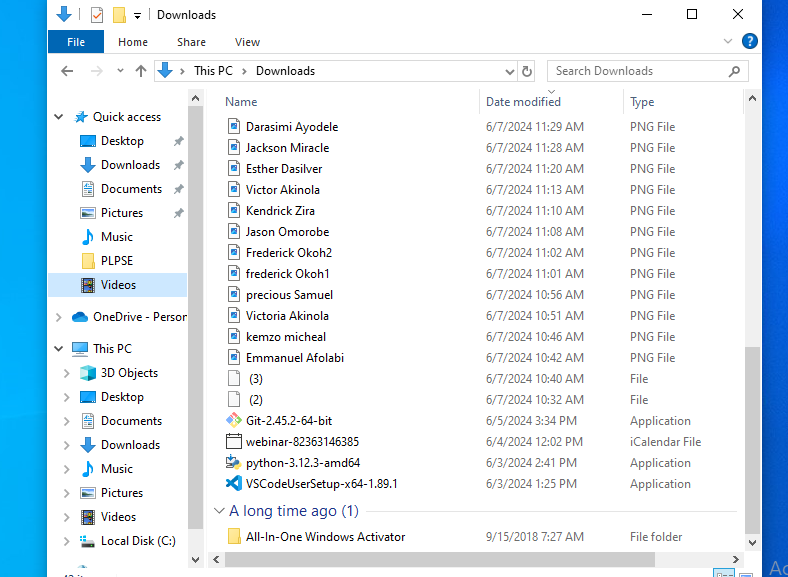 Downloads
File Home Share View
This PC Downloads Search Downloads
Name Date modified Type
Quick access
Desktop
Downloads
Documents
Pictures
Music
PLPSE
Videos
OneDrive - Person
This PC
3D Objects
Desktop
Documents
Downloads
Music
Pictures
Videos
Local Disk (C:)
Darasimi Ayodele 6/7/2024 11:29 AM PNG File
Jackson Miracle 6/7/2024 11:28 AM PNG File
Esther Dasilver 6/7/2024 11:20 AM PNG File
Victor Akinola 6/7/2024 11:13 AM PNG File
Kendrick Zira 6/7/2024 11:10 AM PNG File
Jason Omorobe 6/7/2024 11:08 AM PNG File
Frederick Okoh2 6/7/2024 11:02 AM PNG File
frederick Okoh1 6/7/2024 11:01 AM PNG File
precious Samuel 6/7/2024 10:56 AM PNG File
Victoria Akinola 6/7/2024 10:51 AM PNG File
kemzo micheal 6/7/2024 10:46 AM PNG File
Emmanuel Afolabi 6/7/2024 10:42 AM PNG File
(3) 6/7/2024 10:40 AM File
(2) 6/7/2024 10:32 AM File
Git-2.45.2-64-bit 6/5/2024 3:34 PM Application
webinar-82363146385 6/4/2024 12:02 PM iCalendar File
python-3.12.3-amd64 6/3/2024 2:41 PM Application
VSCodeUserSetup-x64-1.89.1 6/3/2024 1:25 PM Application
A long time ago (1)
All-In-One Windows Activator 9/15/2018 7:27 AM File folder